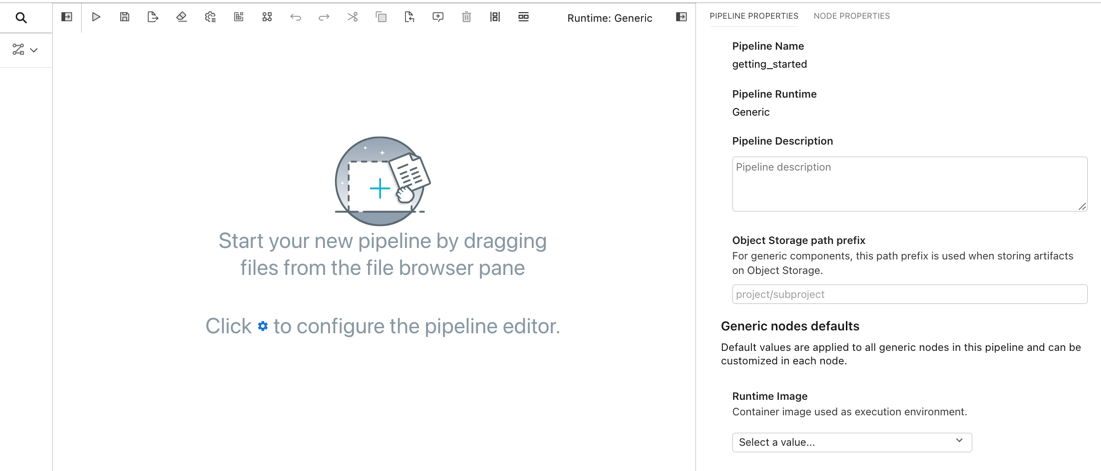 Runtime: Generic
Start your new pipeline by dragging
files from the file browser pane
Click to configure the pipeline editor.
PIPELINE PROPERTIES NODE PROPERTIES
Pipeline Name
getting_started
Pipeline Runtime
Generic
Pipeline Description
Pipeline description
Object Storage path prefix
For generic components, this path prefix is used when storing artifacts
on Object Storage.
project/subproject
Generic nodes defaults
Default values are applied to all generic nodes in this pipeline and can be
customized in each node.
Runtime Image
Container image used as execution environment.
Select a value...